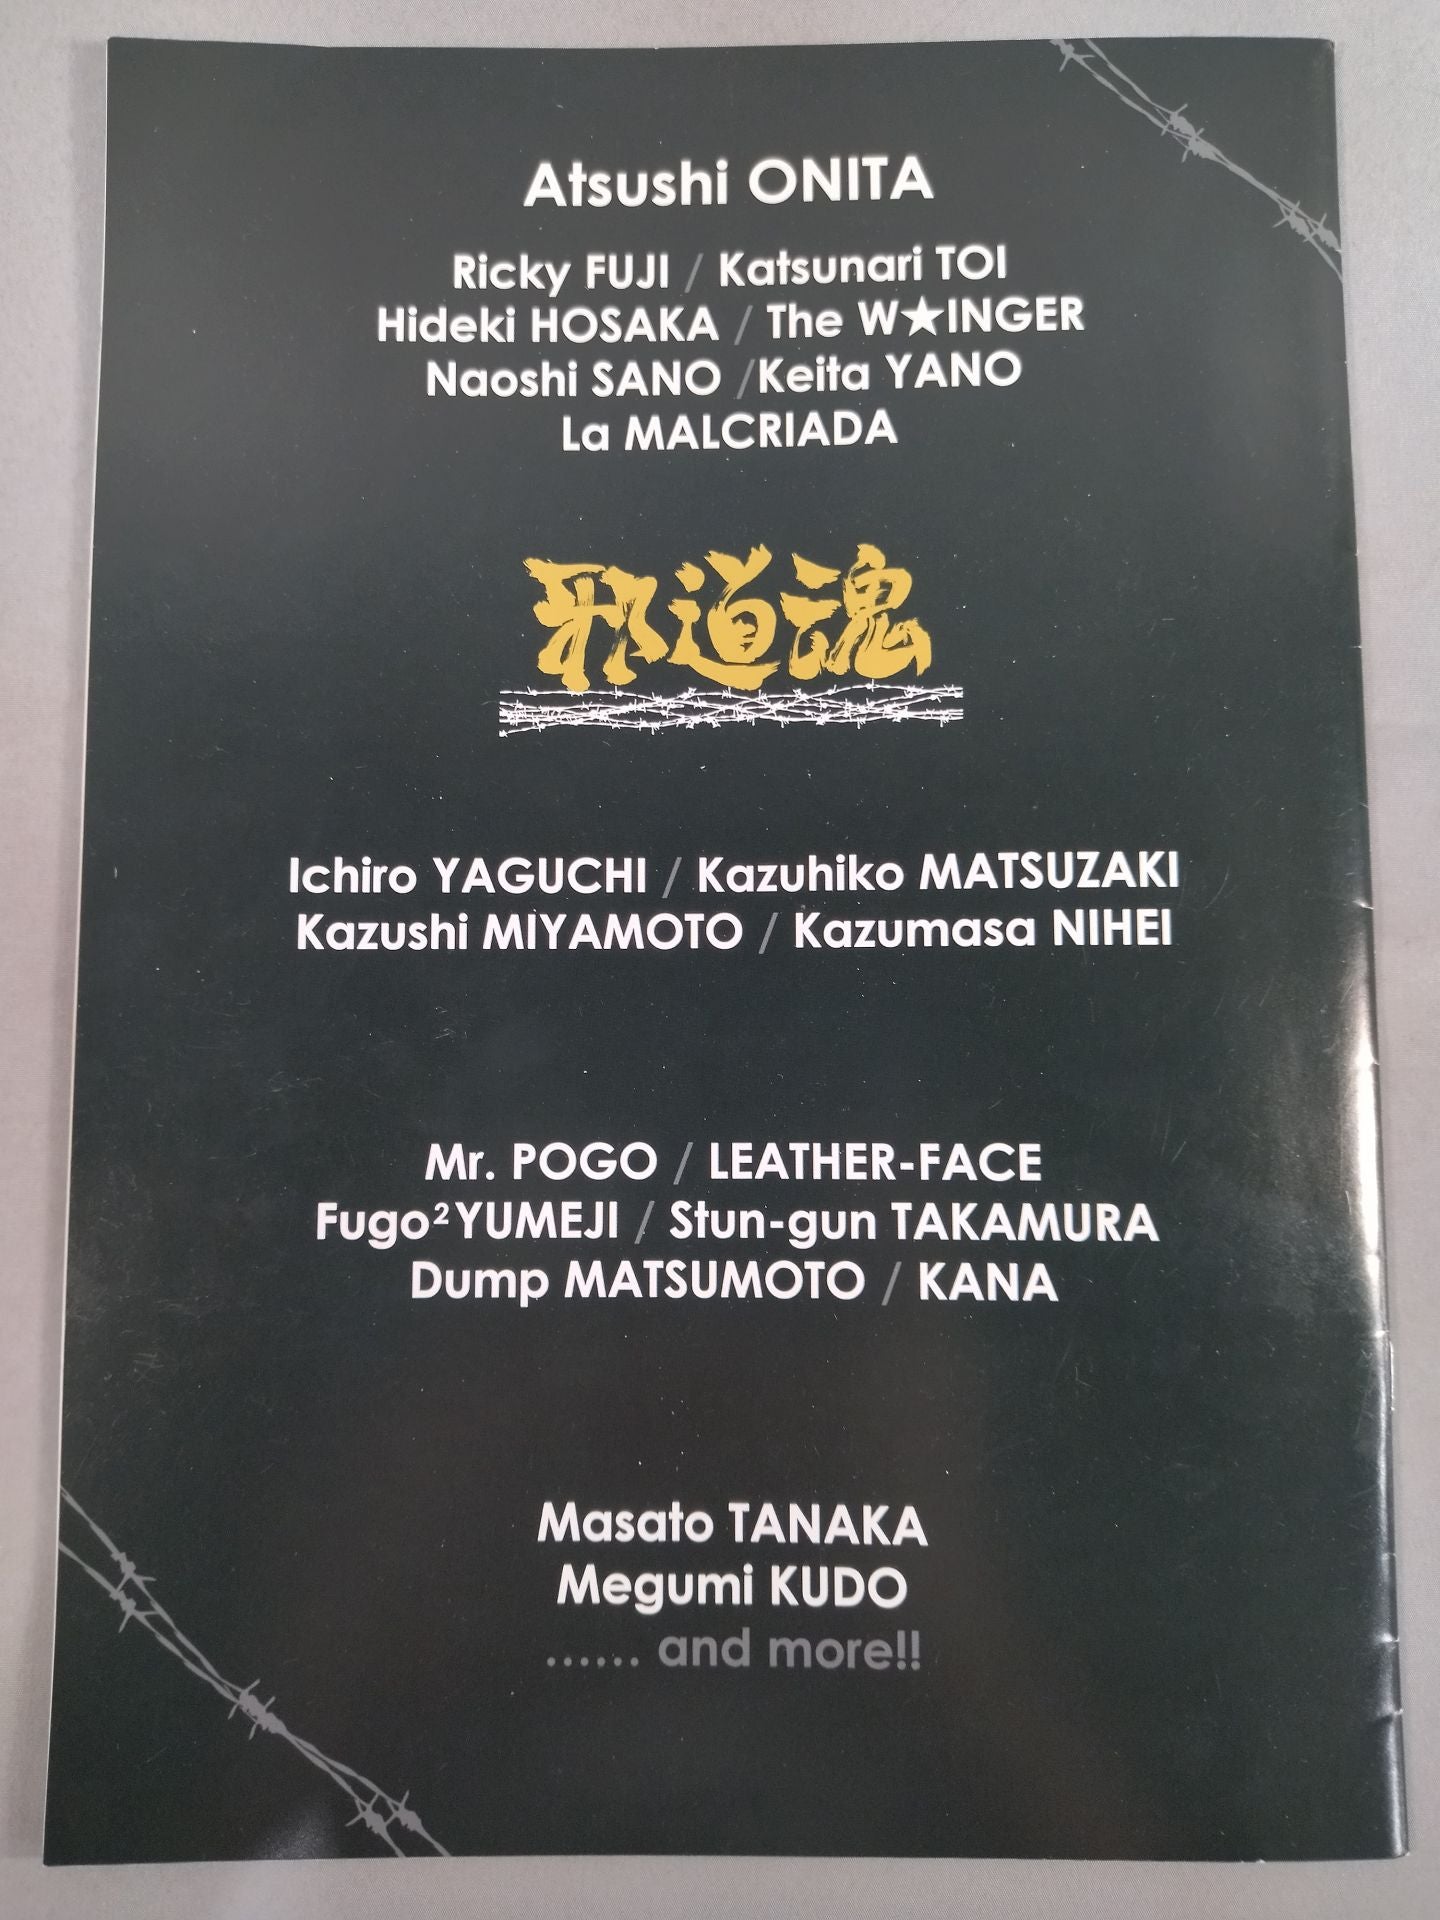 Atsushi ONITA
Ricky FUJI / Katsunari TOI
Hideki HOSAKA / The W★INGER
Naoshi SANO /Keita YANO
La MALCRIADA
邪道魂
Ichiro YAGUCHI / Kazuhiko MATSUZAKI
Kazushi MIYAMOTO / Kazumasa NIHEI
Mr. POGO / LEATHER-FACE
Fugo²YUMEJI / Stun-gun TAKAMURA
Dump MATSUMOTO / KANA
Masato TANAKA
Megumi KUDO
...... and more!!